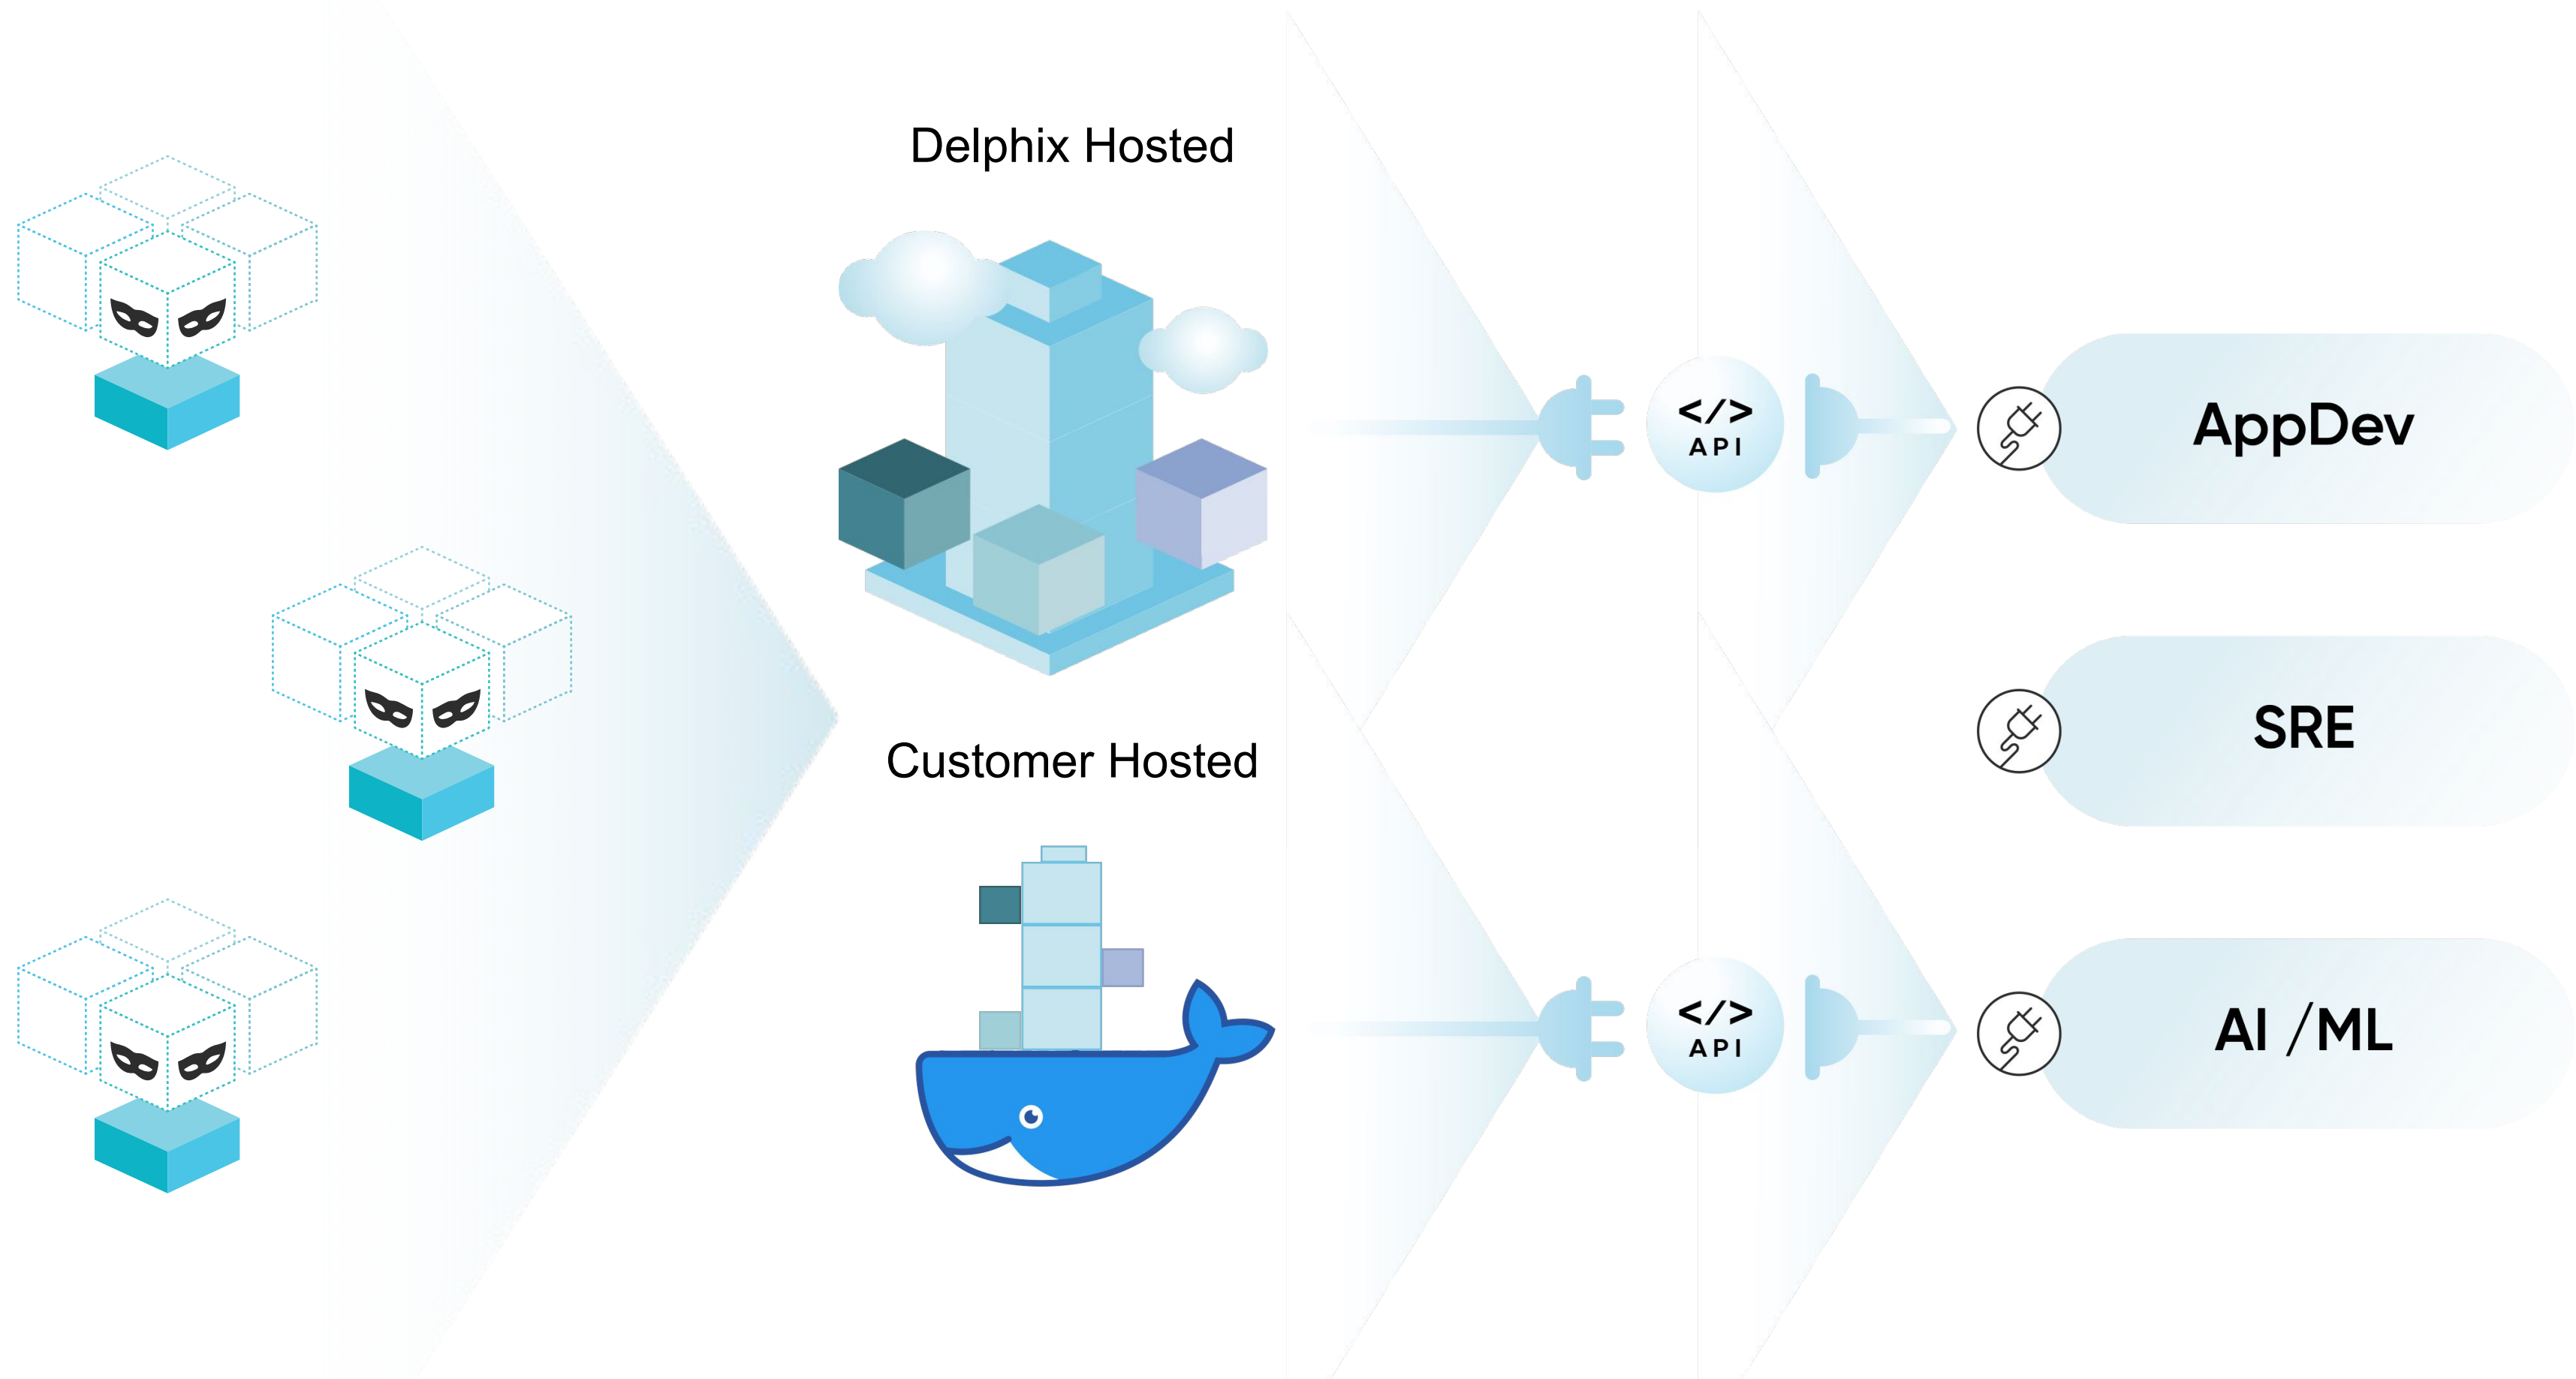 Delphix Hosted
</>
API
AppDev
SRE
Customer Hosted
</>
API
AI /ML